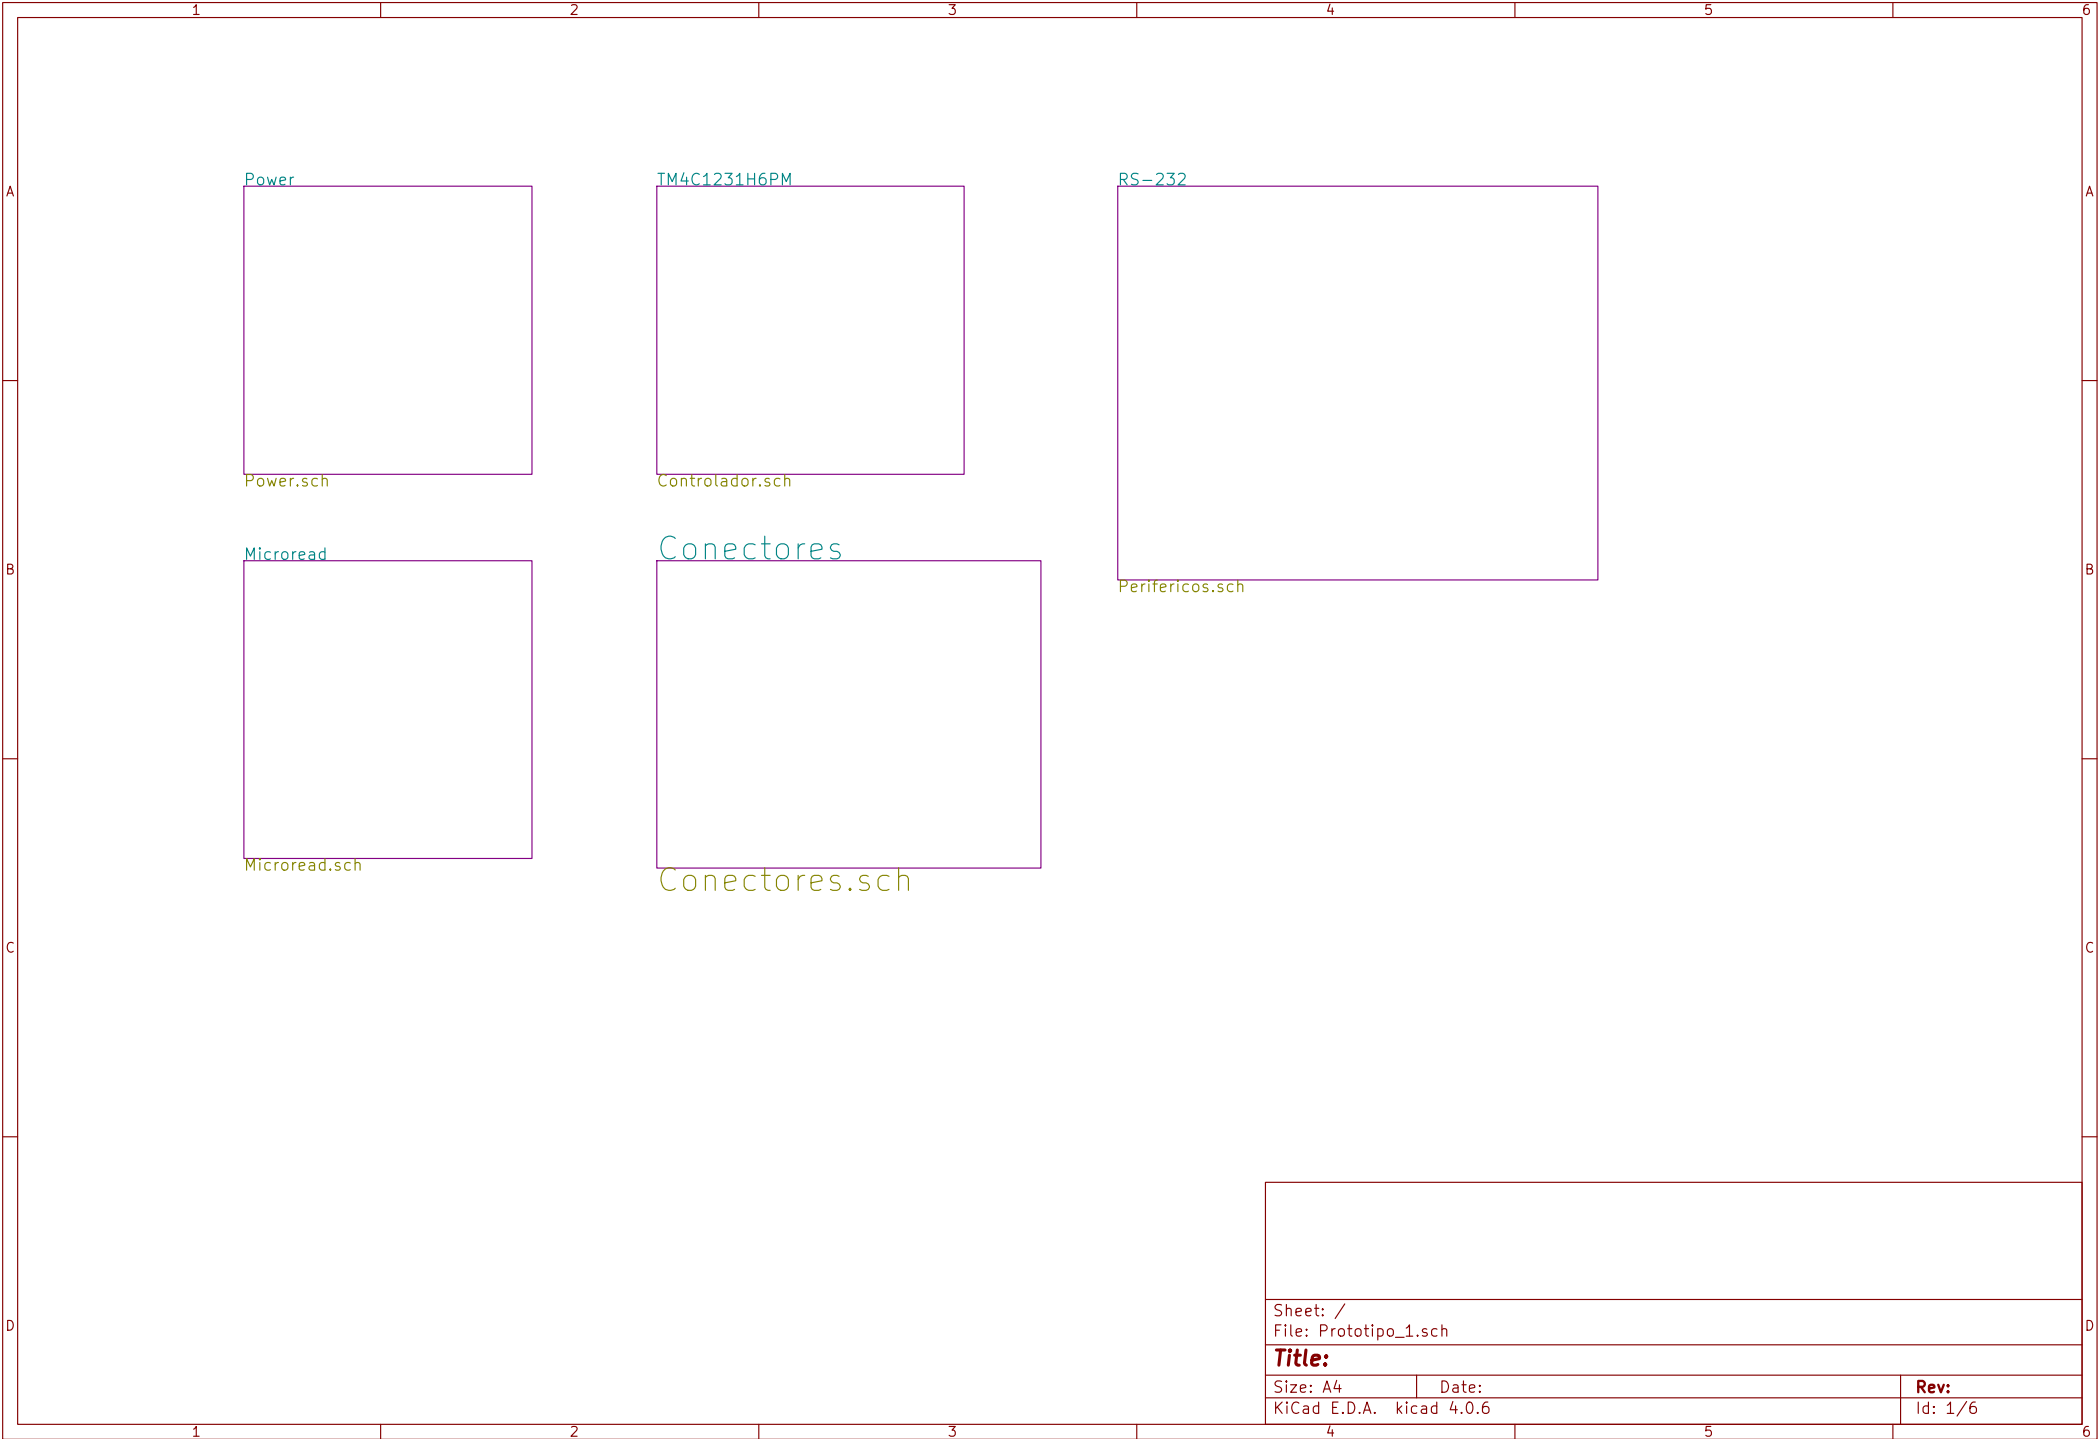 1 2 3 4 5 6
Power TM4C1231H6PM RS-232
A A
Power.sch Controlador.sch
Conectores
Microread
B B
Perifericos.sch
Microread.sch
Conectores.sch
C C
Sheet: /
File: Prototipo_1.sch
D D
Title:
Size: A4 Date: Rev:
KiCad E.D.A. kicad 4.0.6 Id: 1/6
1 2 3 4 5 6